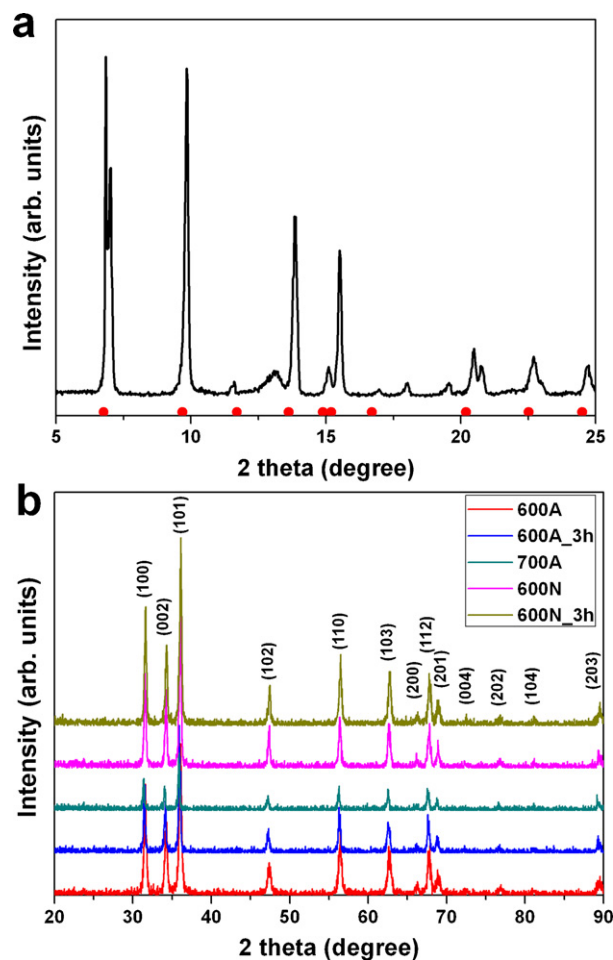 a
Intensity (arb. units)
5 10 15 20 25
2 theta (degree)
b
Intensity (arb. units)
(100)
(002)
(101)
(102)
(110)
(103)
(200)
(112)
(201)
(004)
(202)
(104)
(203)
600A
600A_3h
700A
600N
600N_3h
20 30 40 50 60 70 80 90
2 theta (degree)